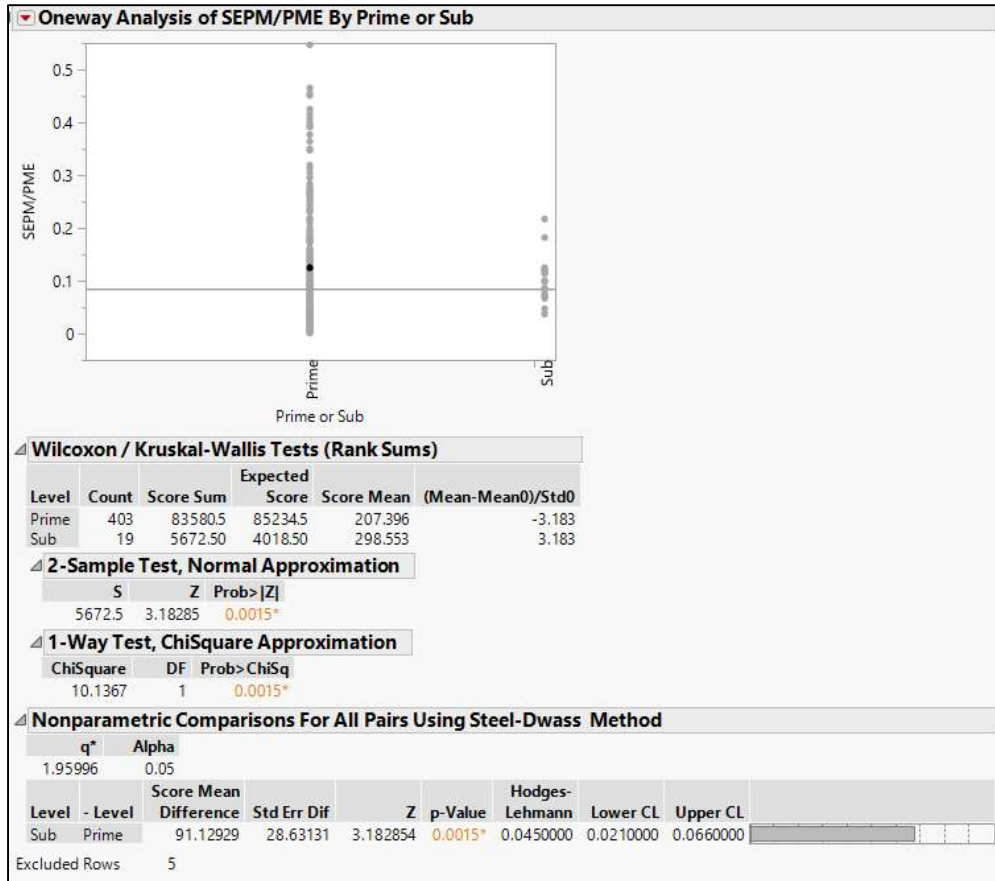 Oneway Analysis of SEPM/PME By Prime or Sub
0.5
0.4
0.3
0.2
0.1
0
SEPM/PME
Prime
Sub
Prime or Sub
Wilcoxon / Kruskal-Wallis Tests (Rank Sums)
Expected
Level Count Score Sum Score Score Mean (Mean-Mean0)/Std0
Prime 403 83580.5 85234.5 207.396 -3.183
Sub 19 5672.50 4018.50 298.553 3.183
2-Sample Test, Normal Approximation
S Z Prob>|Z|
5672.5 3.18285 0.0015*
1-Way Test, ChiSquare Approximation
ChiSquare DF Prob>ChiSq
10.1367 1 0.0015*
Nonparametric Comparisons For All Pairs Using Steel-Dwass Method
q* Alpha
1.95996 0.05
Score Mean Hodges-
Level - Level Difference Std Err Dif Z p-Value Lehmann Lower CL Upper CL
Sub Prime 91.12929 28.63131 3.182854 0.0015* 0.0450000 0.0210000 0.0660000
Excluded Rows 5